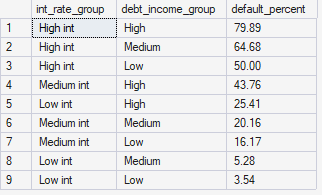 int_rate_group debt_income_group default_percent
1 High int High 79.89
2 High int Medium 64.68
3 High int Low 50.00
4 Medium int High 43.76
5 Low int High 25.41
6 Medium int Medium 20.16
7 Medium int Low 16.17
8 Low int Medium 5.28
9 Low int Low 3.54